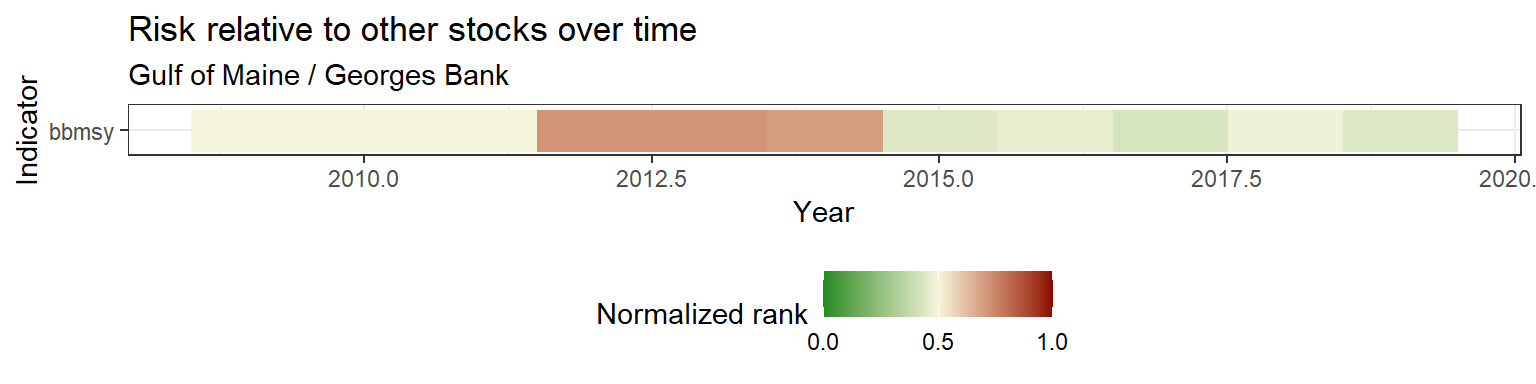 Risk relative to other stocks over time
Gulf of Maine / Georges Bank
Indicator
bbmsy
2010.0 2012.5 2015.0 2017.5 2020.
Year
Normalized rank
0.0 0.5 1.0